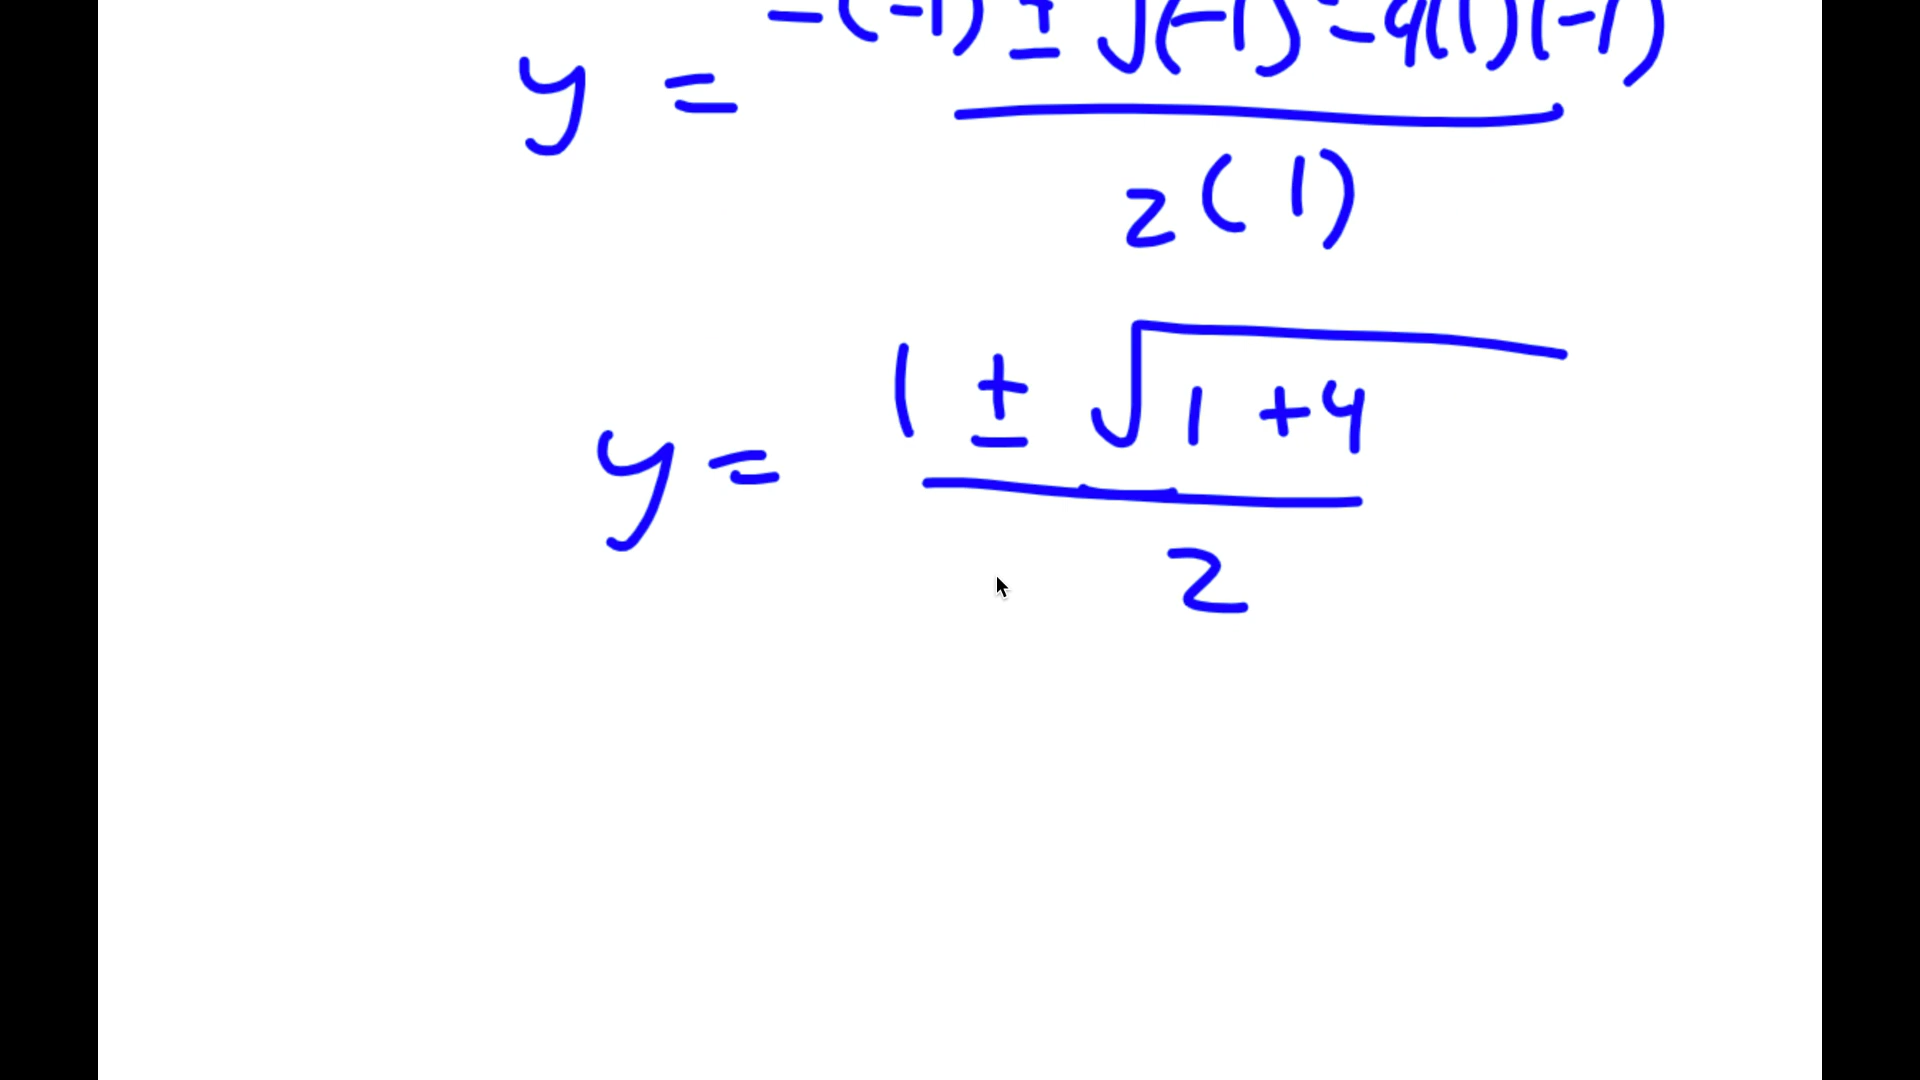 y = -(-1) ± √(-1)² - 4(1)(-1)
2(1)
y = 1 ± √1 + 4
2